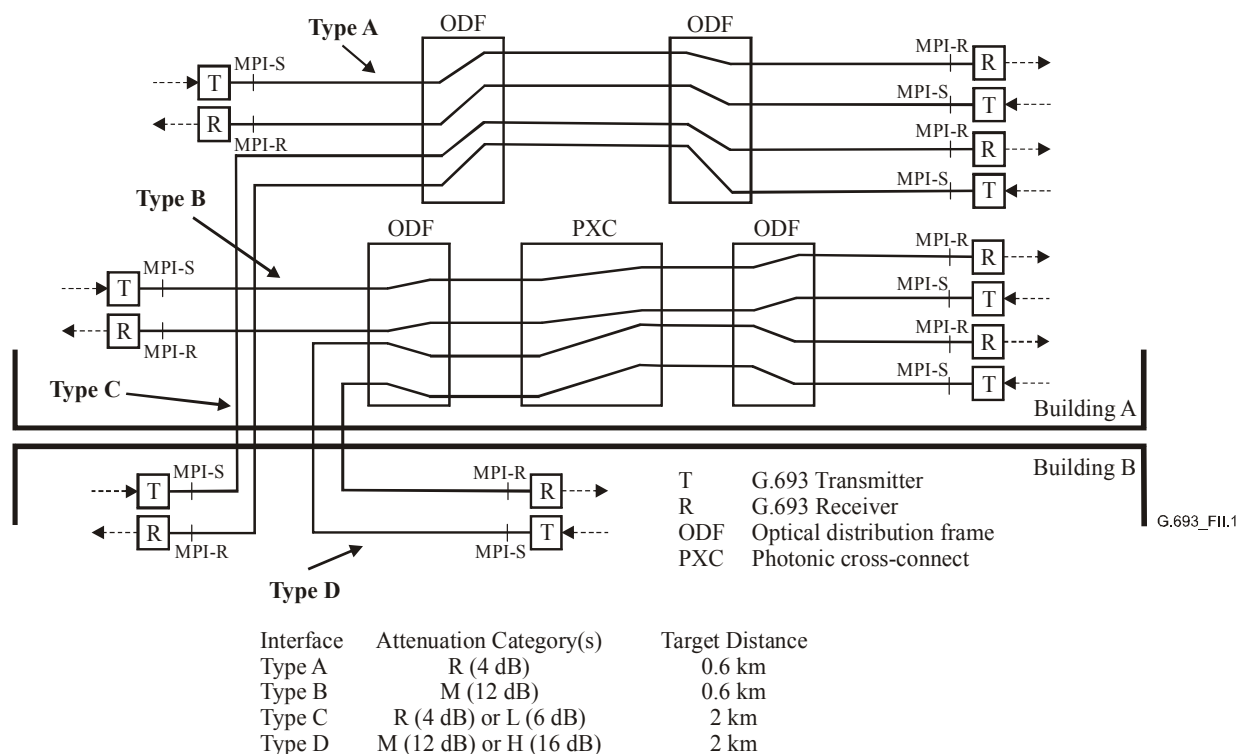 Type A
ODF
ODF
MPI-S
T
R
MPI-R
MPI-R
R
MPI-S
T
MPI-R
R
MPI-S
T
Type B
ODF
PXC
ODF
MPI-S
T
R
MPI-R
MPI-R
R
MPI-S
T
MPI-R
R
MPI-S
T
Type C
Building A
Building B
MPI-S
T
R
MPI-R
MPI-R
R
T
MPI-S
Type D
T G.693 Transmitter
R G.693 Receiver
ODF Optical distribution frame
PXC Photonic cross-connect
G.693_FII.1
Interface Attenuation Category(s) Target Distance
Type A R (4 dB) 0.6 km
Type B M (12 dB) 0.6 km
Type C R (4 dB) or L (6 dB) 2 km
Type D M (12 dB) or H (16 dB) 2 km